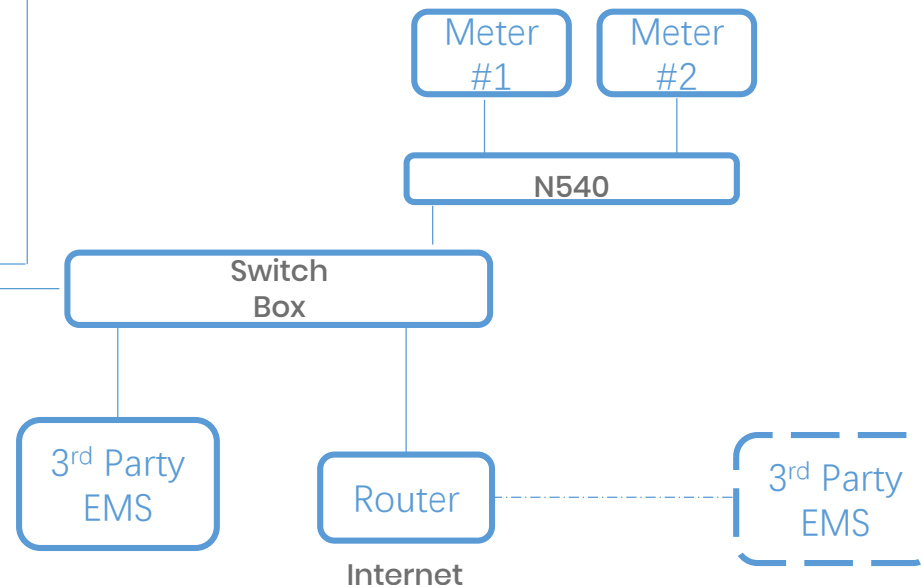 Meter
#1
Meter
#2
N540
Switch
Box
3rd Party
EMS
Router
3rd Party
EMS
Internet